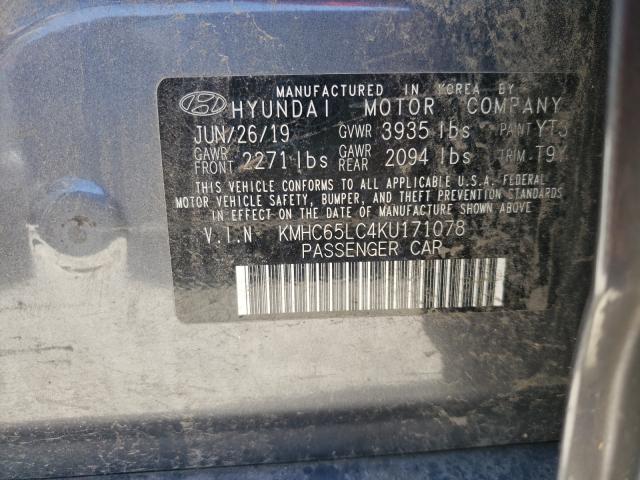 MANUFACTURED IN KOREA BY
HYUNDAI MOTOR COMPANY
JUN/26/19 GVWR 3935 lbs PAINT YT3
GAWR FRONT 2271 lbs GAWR REAR 2094 lbs TRIM T9Y
THIS VEHICLE CONFORMS TO ALL APPLICABLE U.S.A. FEDERAL
MOTOR VEHICLE SAFETY, BUMPER, AND THEFT PREVENTION STANDARDS
IN EFFECT ON THE DATE OF MANUFACTURE SHOWN ABOVE.
V.I.N KMHC65LC4KU171078
PASSENGER CAR